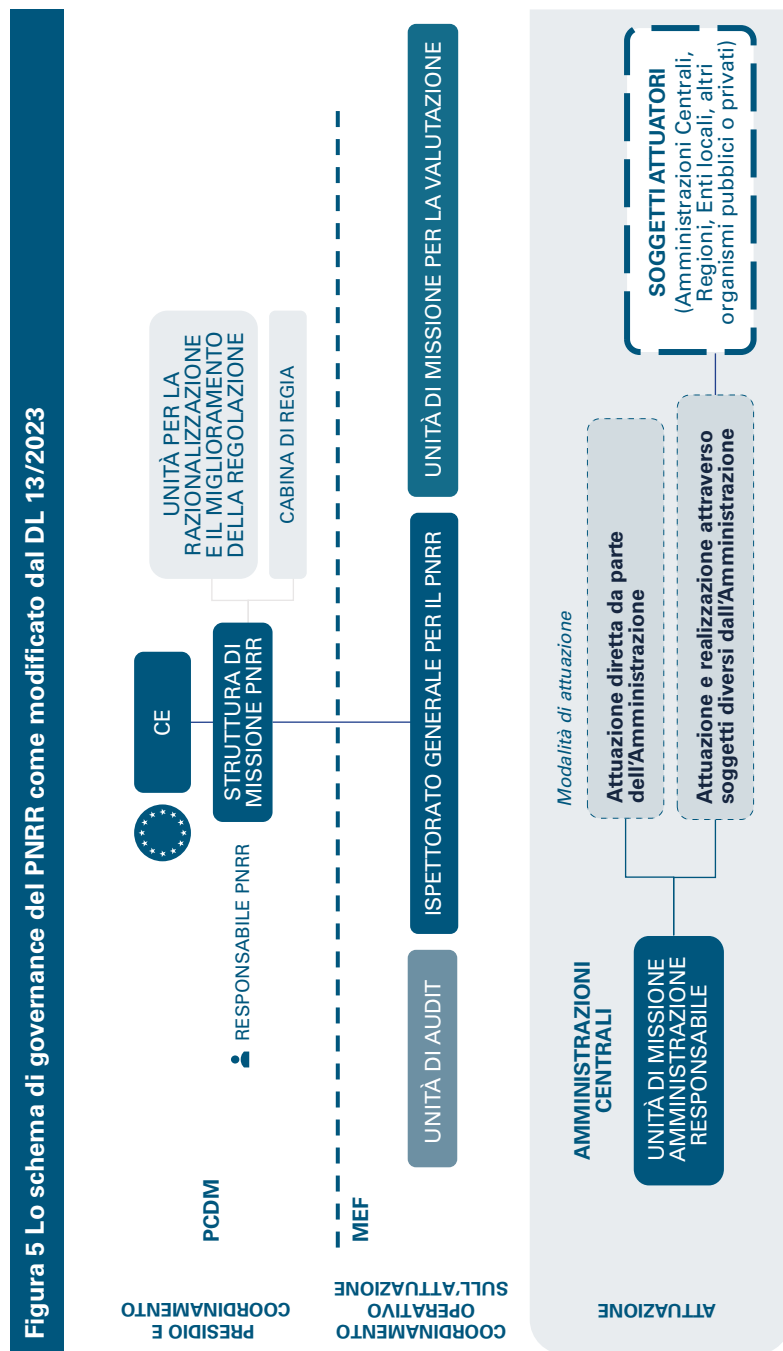 Figura 5 Lo schema di governance del PNRR come modificato dal DL 13/2023
PRESIDIO E
COORDINAMENTO
PCDM
RESPONSABILE PNRR
CE
STRUTTURA DI
MISSIONE PNRR
UNITÀ PER LA
RAZIONALIZZAZIONE
E IL MIGLIORAMENTO
DELLA REGOLAZIONE
CABINA DI REGIA
COORDINAMENTO
OPERATIVO
SULL'ATTUAZIONE
MEF
UNITÀ DI AUDIT
ISPETTORATO GENERALE PER IL PNRR
UNITÀ DI MISSIONE PER LA VALUTAZIONE
ATTUAZIONE
AMMINISTRAZIONI
CENTRALI
UNITÀ DI MISSIONE
AMMINISTRAZIONE
RESPONSABILE
Modalità di attuazione
Attuazione diretta da parte
dell'Amministrazione
Attuazione e realizzazione attraverso
soggetti diversi dall'Amministrazione
SOGGETTI ATTUATORI
(Amministrazioni Centrali,
Regioni, Enti locali, altri
organismi pubblici o privati)